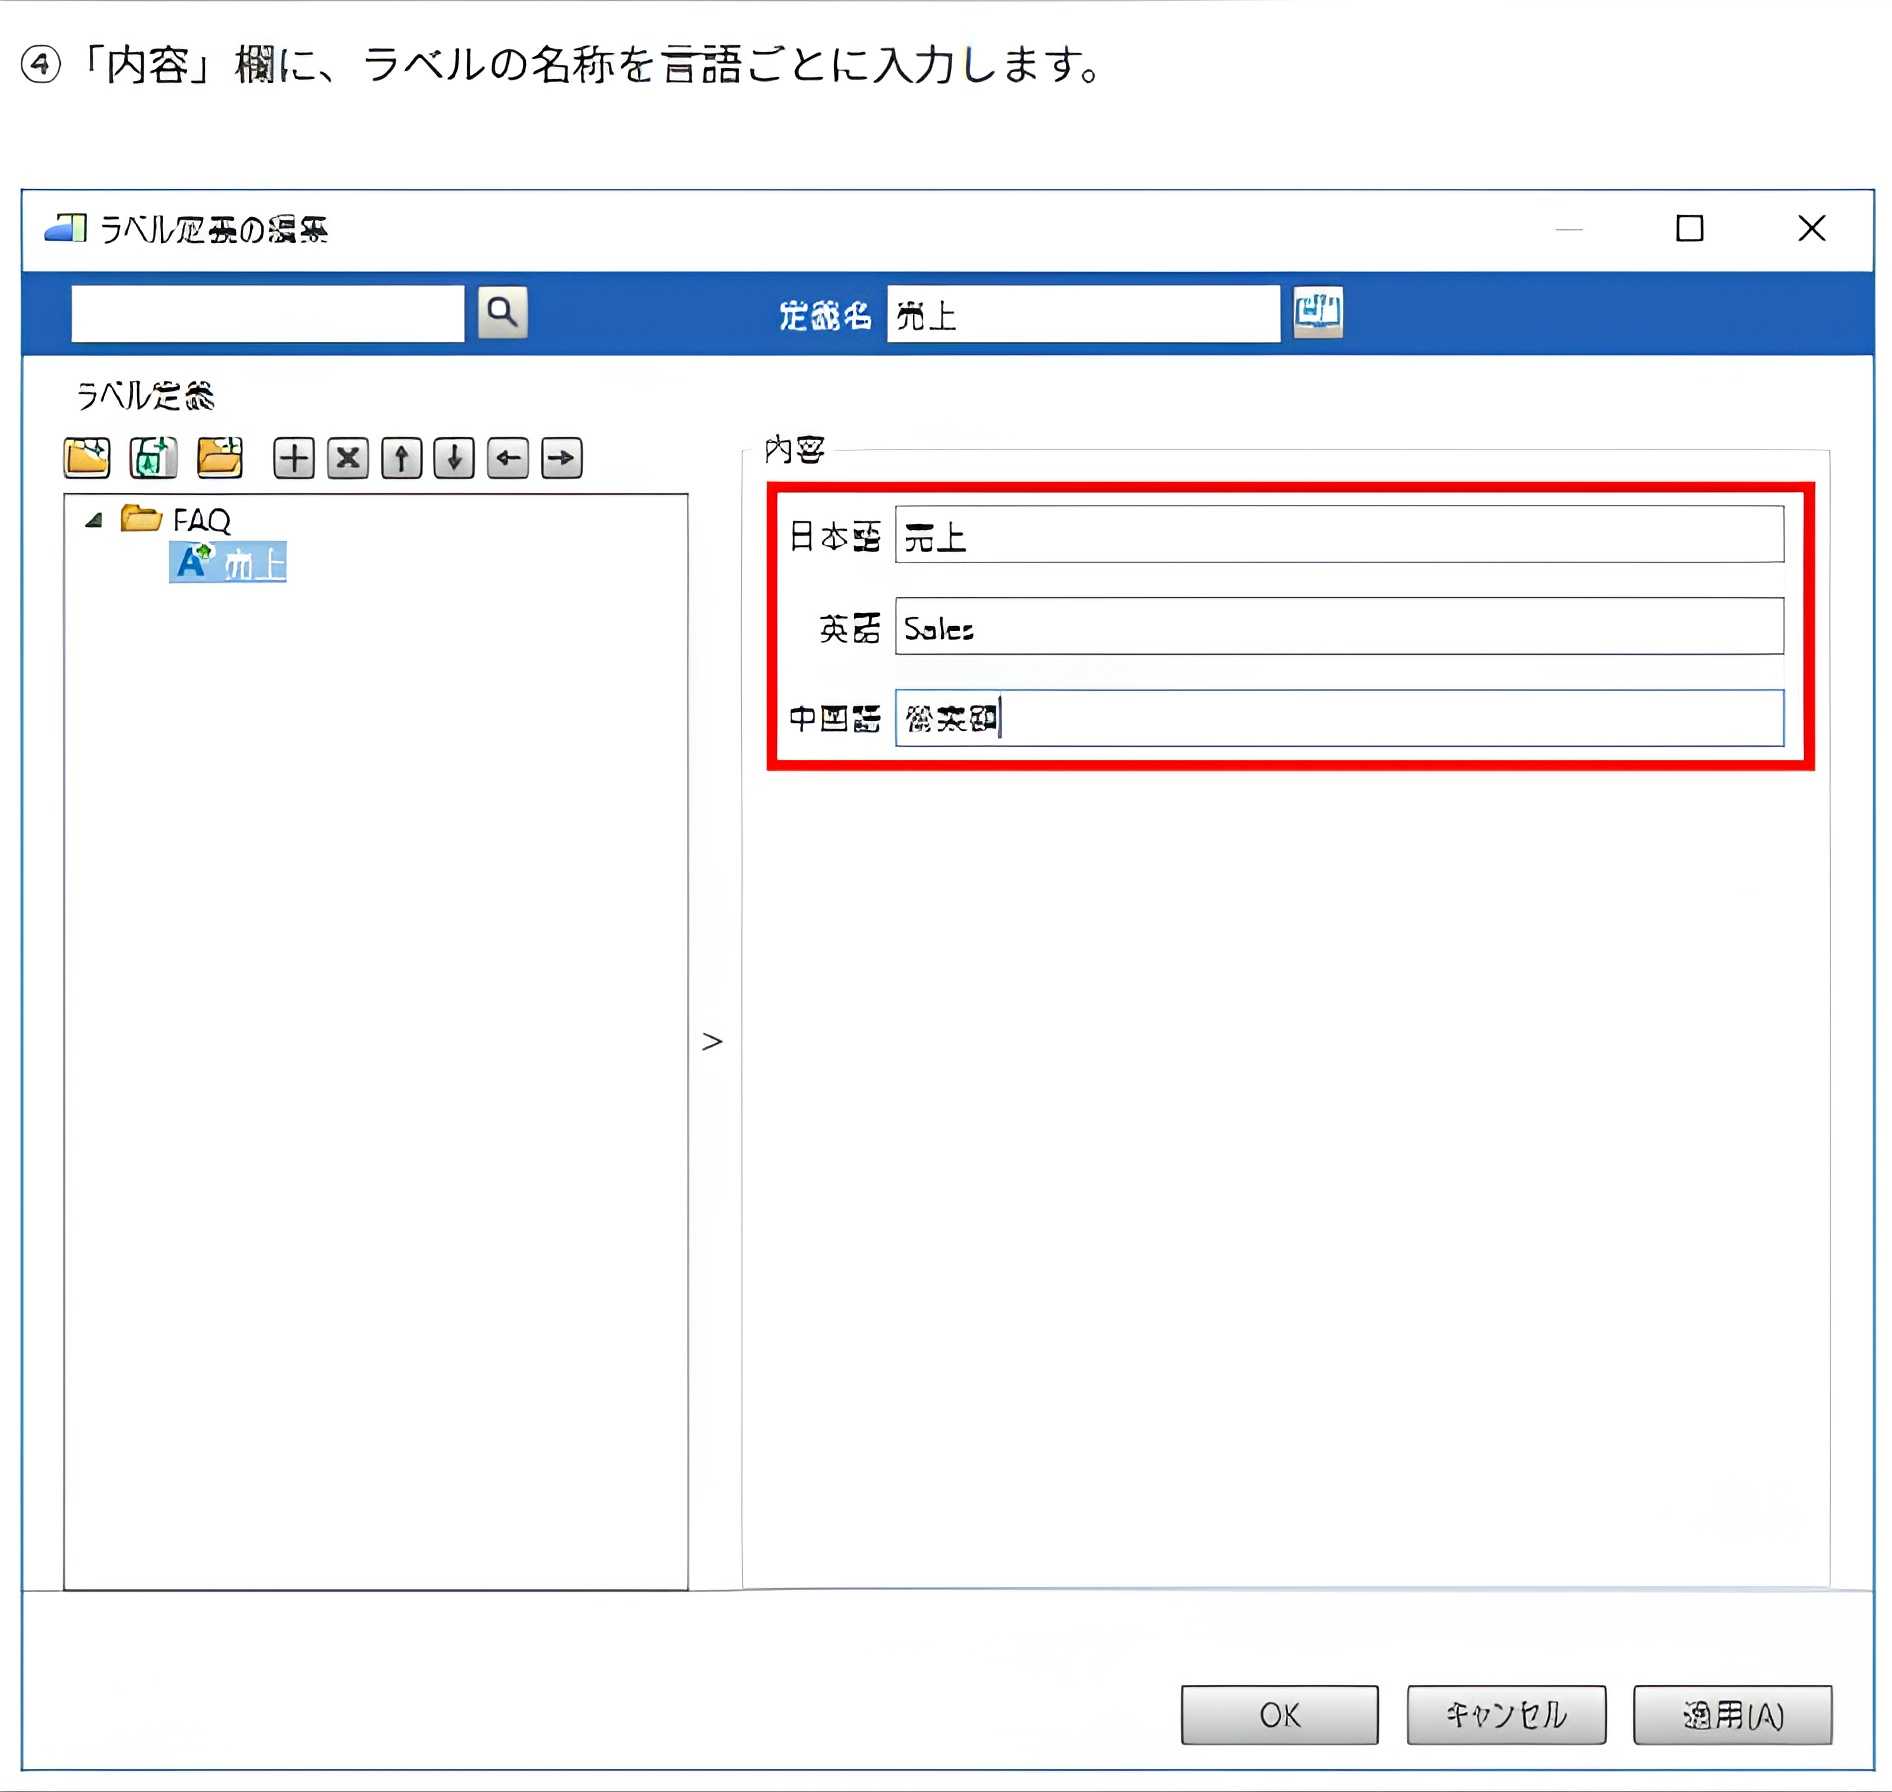 ④「内容」欄に、ラベルの名称を言語ごとに入力します。
ラベル定義の編集
定義名 売上
ラベル定義
内容
FAQ
売上
日本語 売上
英語 Sales
中国語
>
OK キャンセル 適用(A)